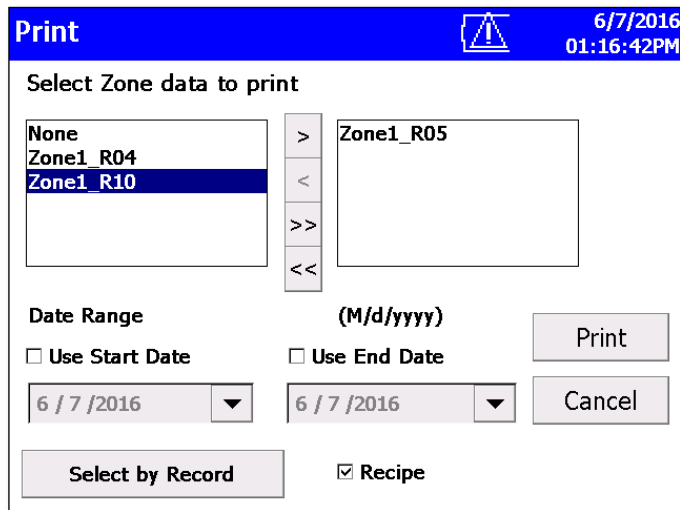 Print
6/7/2016
01:16:42PM
Select Zone data to print
None
Zone1_R04
Zone1_R10
>
<
>>
<<
Zone1_R05
Date Range
(M/d/yyyy)
Use Start Date
Use End Date
6 / 7 /2016
6 / 7 /2016
Print
Cancel
Select by Record
Recipe